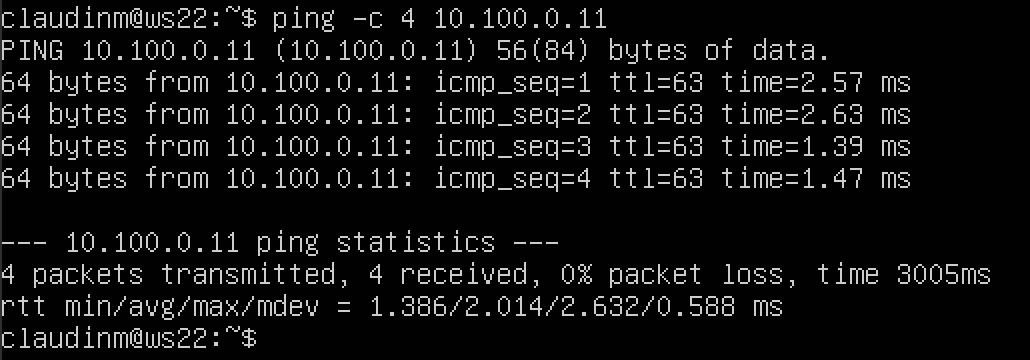 claudinm@ws22:~$ ping -c 4 10.100.0.11
PING 10.100.0.11 (10.100.0.11) 56(84) bytes of data.
64 bytes from 10.100.0.11: icmp_seq=1 ttl=63 time=2.57 ms
64 bytes from 10.100.0.11: icmp_seq=2 ttl=63 time=2.63 ms
64 bytes from 10.100.0.11: icmp_seq=3 ttl=63 time=1.39 ms
64 bytes from 10.100.0.11: icmp_seq=4 ttl=63 time=1.47 ms

--- 10.100.0.11 ping statistics ---
4 packets transmitted, 4 received, 0% packet loss, time 3005ms
rtt min/avg/max/mdev = 1.386/2.014/2.632/0.588 ms
claudinm@ws22:~$